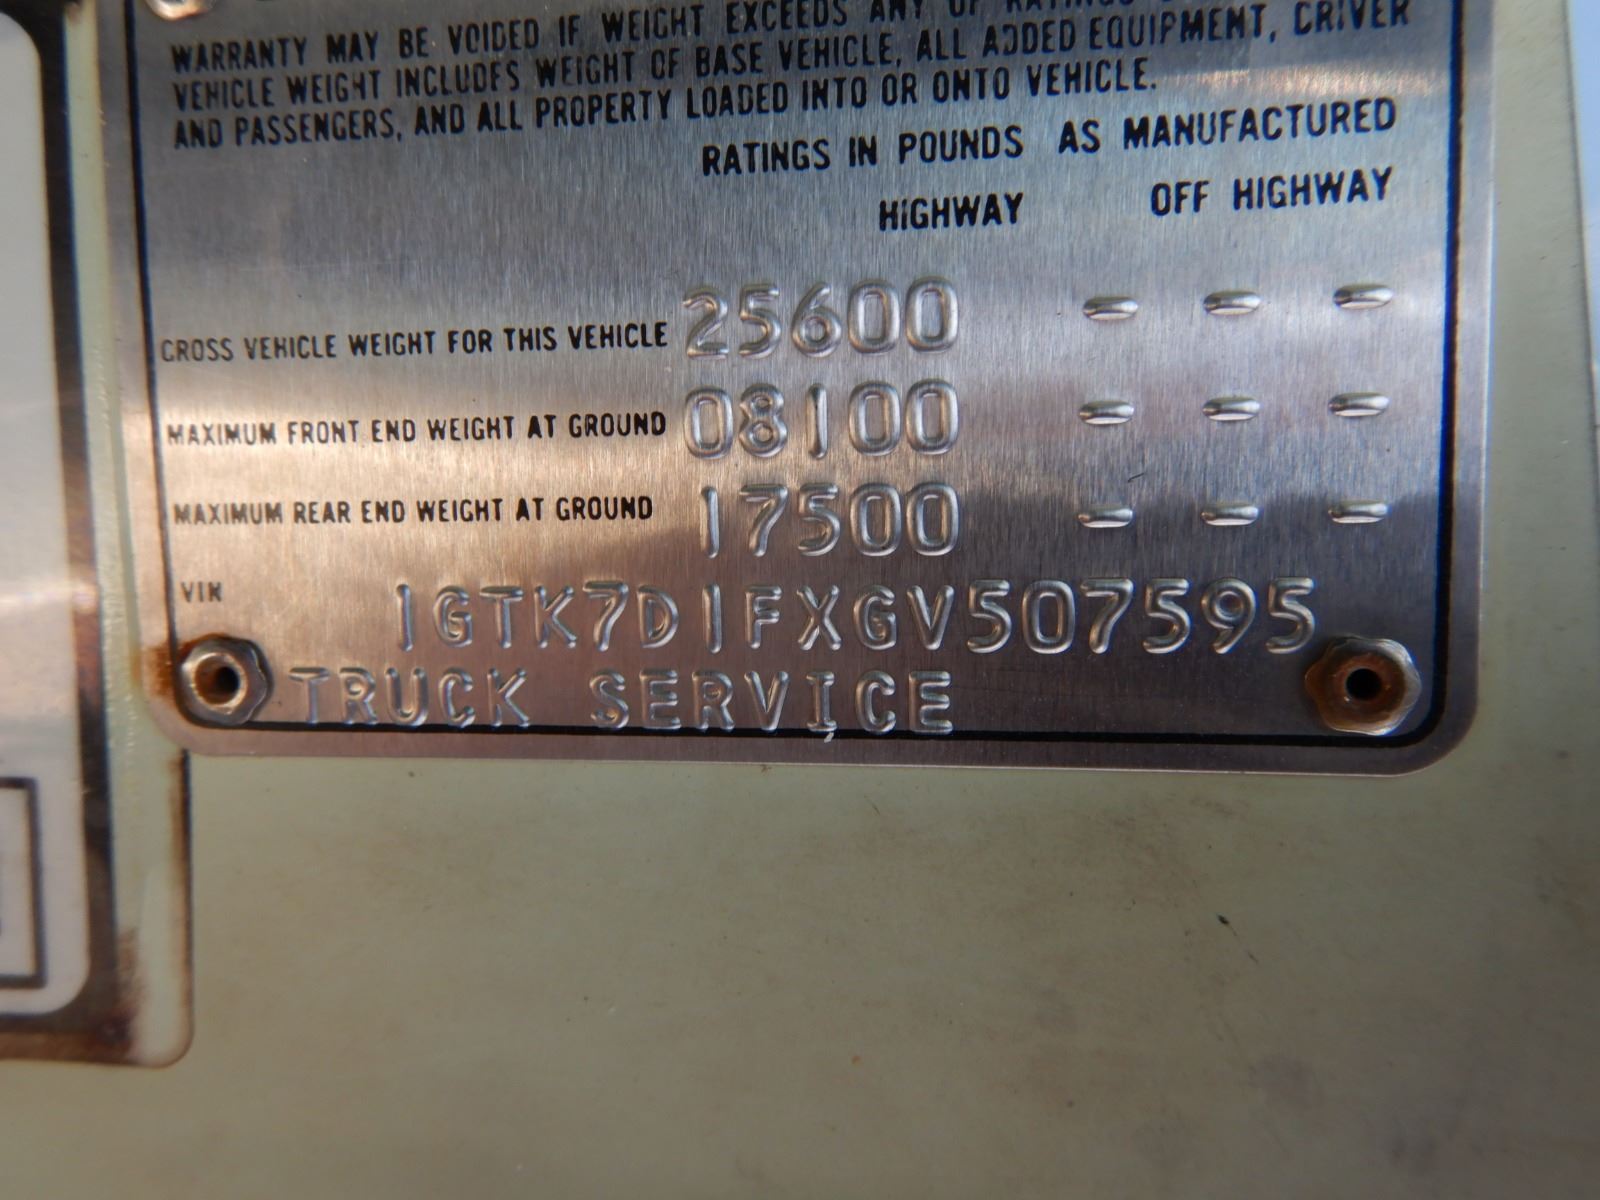 WARRANTY MAY BE VOIDED IF WEIGHT EXCEEDS ANY OF RATINGS
VEHICLE WEIGHT INCLUDES WEIGHT OF BASE VEHICLE, ALL ADDED EQUIPMENT, DRIVER
AND PASSENGERS, AND ALL PROPERTY LOADED INTO OR ONTO VEHICLE.
RATINGS IN POUNDS AS MANUFACTURED
HIGHWAY OFF HIGHWAY
GROSS VEHICLE WEIGHT FOR THIS VEHICLE 25600 - - -
MAXIMUM FRONT END WEIGHT AT GROUND 08100 - - -
MAXIMUM REAR END WEIGHT AT GROUND 17500 - - -
VIN 1GTK7D1FXGV507595
TRUCK SERVICE